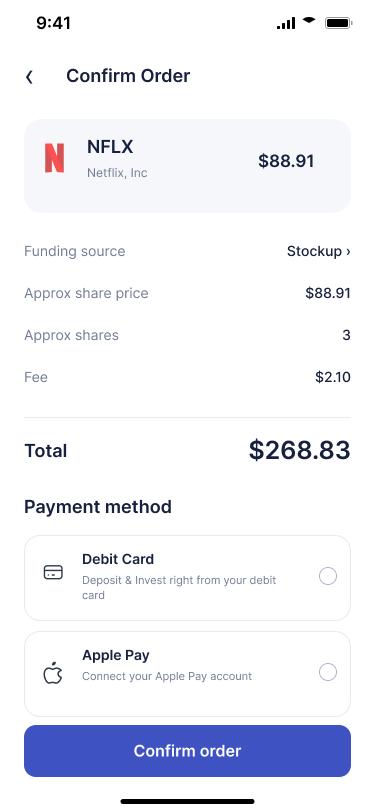 9:41
‹ Confirm Order
NFLX
Netflix, Inc
$88.91
Funding source Stockup ›
Approx share price $88.91
Approx shares 3
Fee $2.10
Total $268.83
Payment method
Debit Card
Deposit & Invest right from your debit
card
Apple Pay
Connect your Apple Pay account
Confirm order